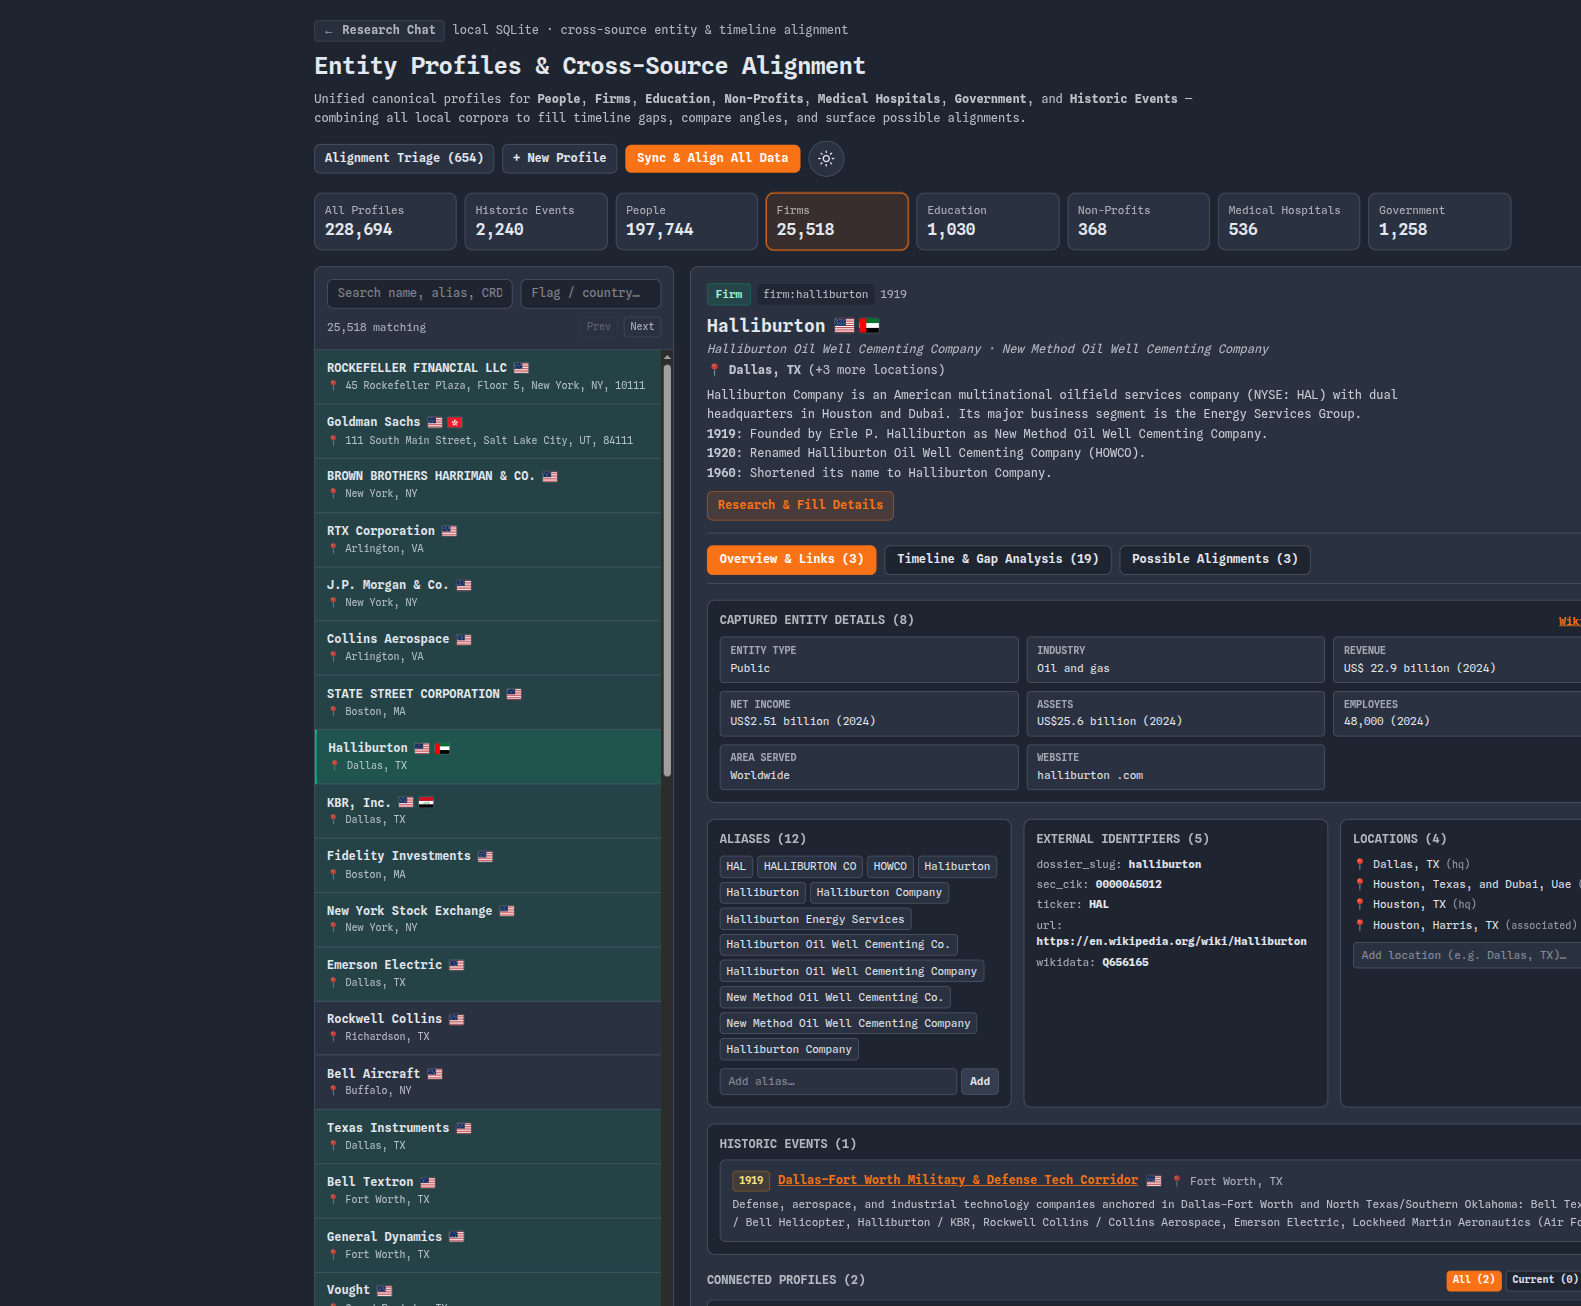 ← Research Chat local SQLite · cross-source entity & timeline alignment
Entity Profiles & Cross-Source Alignment
Unified canonical profiles for People, Firms, Education, Non-Profits, Medical Hospitals, Government, and Historic Events —
combining all local corpora to fill timeline gaps, compare angles, and surface possible alignments.
Alignment Triage (654) + New Profile Sync & Align All Data
All Profiles Historic Events People Firms Education Non-Profits Medical Hospitals Government
228,694 2,240 197,744 25,518 1,030 368 536 1,258
Search name, alias, CRD Flag / country…
25,518 matching Prev Next
ROCKEFELLER FINANCIAL LLC
45 Rockefeller Plaza, Floor 5, New York, NY, 10111
Goldman Sachs
111 South Main Street, Salt Lake City, UT, 84111
BROWN BROTHERS HARRIMAN & CO.
New York, NY
RTX Corporation
Arlington, VA
J.P. Morgan & Co.
New York, NY
Collins Aerospace
Arlington, VA
STATE STREET CORPORATION
Boston, MA
Halliburton
Dallas, TX
KBR, Inc.
Dallas, TX
Fidelity Investments
Boston, MA
New York Stock Exchange
New York, NY
Emerson Electric
Dallas, TX
Rockwell Collins
Richardson, TX
Bell Aircraft
Buffalo, NY
Texas Instruments
Dallas, TX
Bell Textron
Fort Worth, TX
General Dynamics
Fort Worth, TX
Vought
Firm firm:halliburton 1919
Halliburton
Halliburton Oil Well Cementing Company · New Method Oil Well Cementing Company
Dallas, TX (+3 more locations)
Halliburton Company is an American multinational oilfield services company (NYSE: HAL) with dual
headquarters in Houston and Dubai. Its major business segment is the Energy Services Group.
1919: Founded by Erle P. Halliburton as New Method Oil Well Cementing Company.
1920: Renamed Halliburton Oil Well Cementing Company (HOWCO).
1960: Shortened its name to Halliburton Company.
Research & Fill Details
Overview & Links (3) Timeline & Gap Analysis (19) Possible Alignments (3)
CAPTURED ENTITY DETAILS (8) Wiki
ENTITY TYPE INDUSTRY REVENUE
Public Oil and gas US$ 22.9 billion (2024)
NET INCOME ASSETS EMPLOYEES
US$2.51 billion (2024) US$25.6 billion (2024) 48,000 (2024)
AREA SERVED WEBSITE
Worldwide halliburton .com
ALIASES (12)
HAL HALLIBURTON CO HOWCO Haliburton
Halliburton Halliburton Company
Halliburton Energy Services
Halliburton Oil Well Cementing Co.
Halliburton Oil Well Cementing Company
New Method Oil Well Cementing Co.
New Method Oil Well Cementing Company
Halliburton Company
Add alias… Add
EXTERNAL IDENTIFIERS (5)
dossier_slug: halliburton
sec_cik: 0000045012
ticker: HAL
url:
https://en.wikipedia.org/wiki/Halliburton
wikidata: Q656165
LOCATIONS (4)
Dallas, TX (hq)
Houston, Texas, and Dubai, Uae
Houston, TX (hq)
Houston, Harris, TX (associated)
Add location (e.g. Dallas, TX)…
HISTORIC EVENTS (1)
1919 Dallas–Fort Worth Military & Defense Tech Corridor Fort Worth, TX
Defense, aerospace, and industrial technology companies anchored in Dallas–Fort Worth and North Texas/Southern Oklahoma: Bell Tex
/ Bell Helicopter, Halliburton / KBR, Rockwell Collins / Collins Aerospace, Emerson Electric, Lockheed Martin Aeronautics (Air Fo
CONNECTED PROFILES (2) All (2) Current (0)